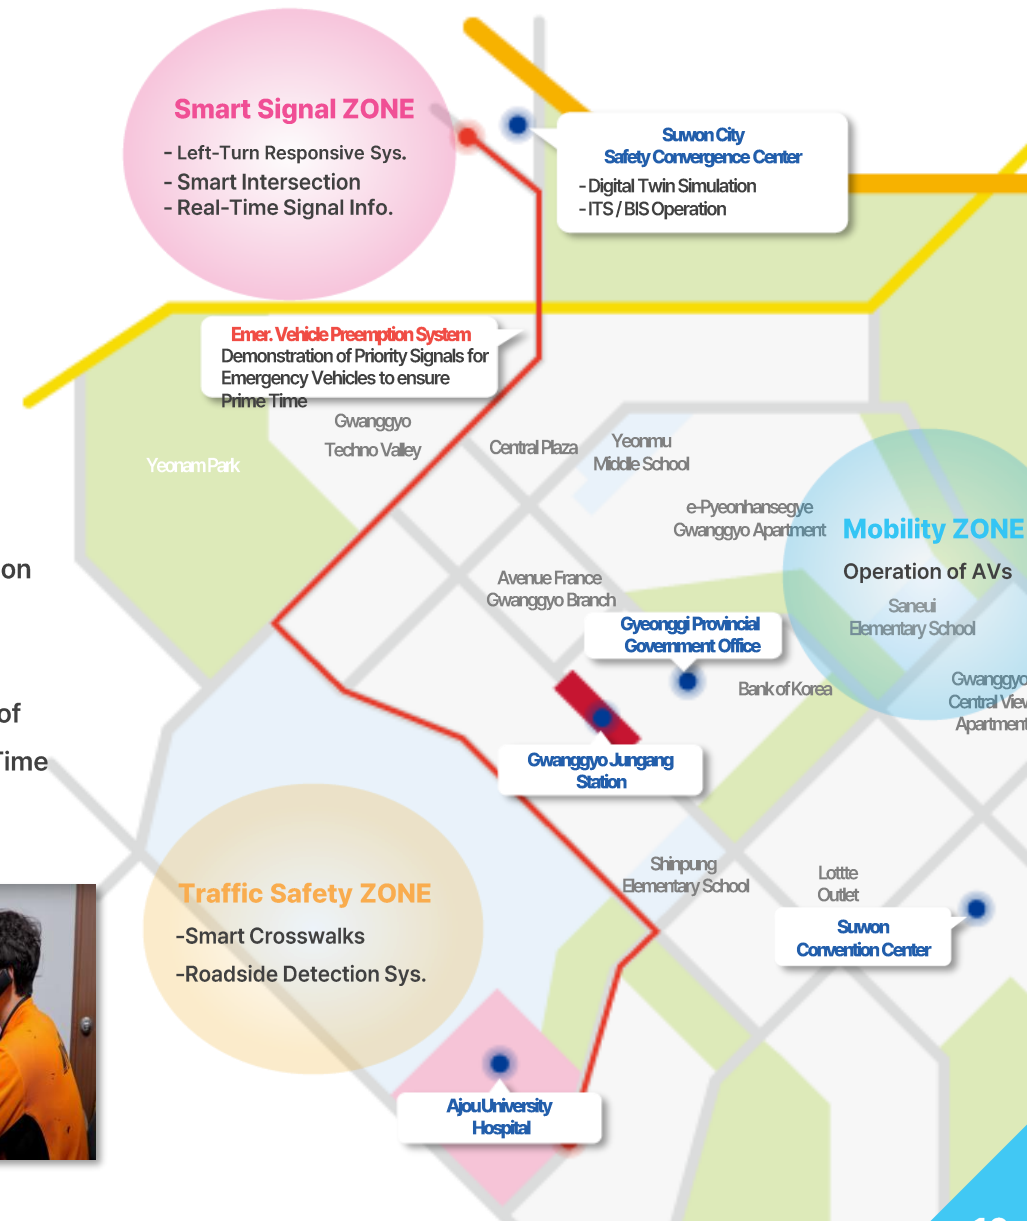 Smart Signal ZONE
- Left-Turn Responsive Sys.
- Smart Intersection
- Real-Time Signal Info.
Suwon City
Safety Convergence Center
- Digital Twin Simulation
- ITS / BIS Operation
Emer. Vehicle Preemption System
Demonstration of Priority Signals for
Emergency Vehicles to ensure
Prime Time
Gwanggyo
Techno Valley
Central Plaza
Yeonmu
Middle School
Yeonam Park
e-Pyeonhansegye
Gwanggyo Apartment
Mobility ZONE
Operation of AVs
on
Avenue France
Gwanggyo Branch
Saneui
Elementary School
Gyeonggi Provincial
Government Office
Bank of Korea
Gwanggyo
Central View
Apartment
of
Time
Gwanggyo Jungang
Station
Shinpung
Elementary School
Lottte
Outlet
Traffic Safety ZONE
-Smart Crosswalks
-Roadside Detection Sys.
Suwon
Convention Center
Ajou University
Hospital